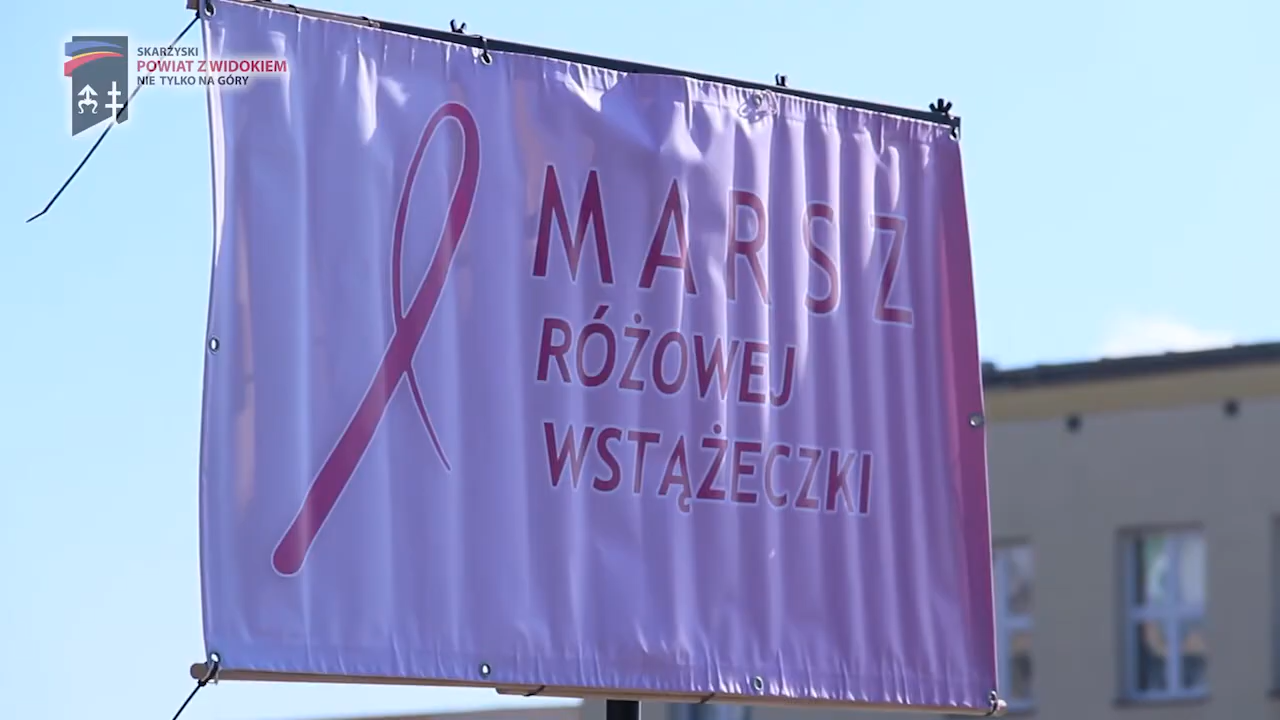 SKARŻYSKI
POWIAT Z WIDOKIEM
NIE TYLKO NA GÓRY
MARSZ
RÓŻOWEJ
WSTĄŻECZKI